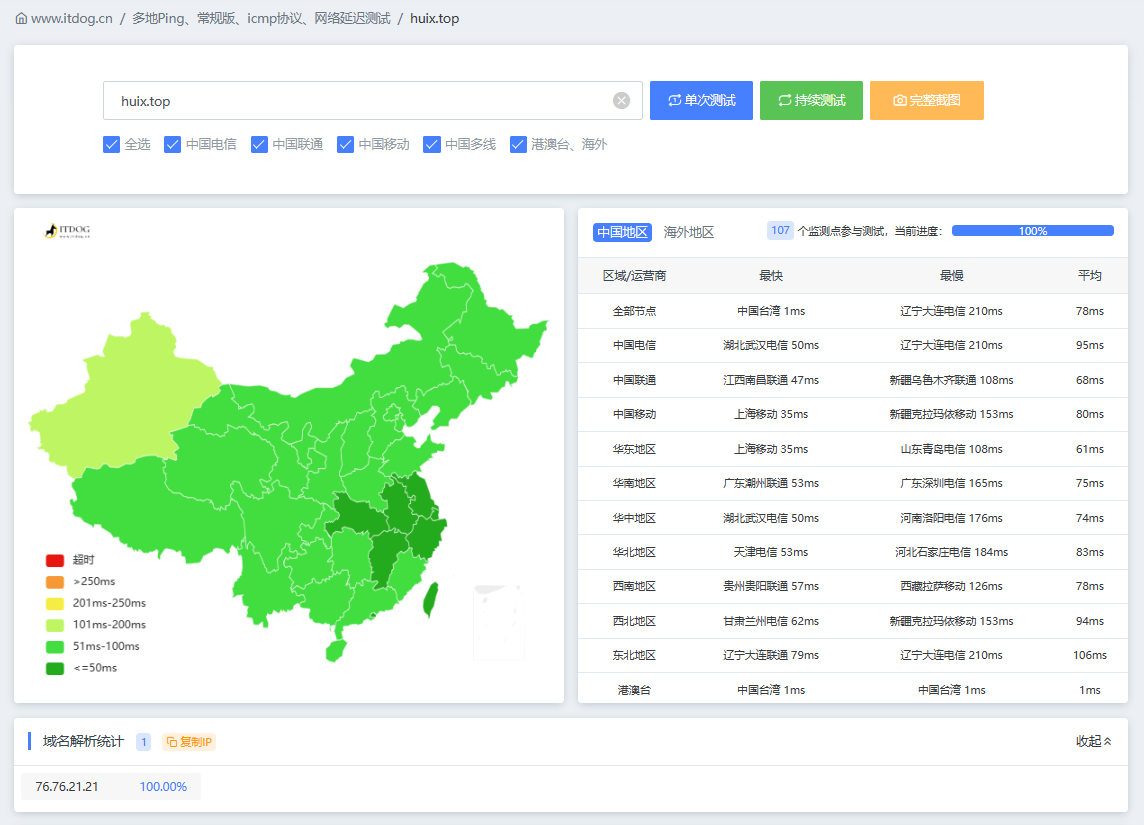 www.itdog.cn / 多地Ping、常规版、icmp协议、网络延迟测试 / huix.top
huix.top
单次测试
持续测试
完整截图
全选 中国电信 中国联通 中国移动 中国多线 港澳台、海外
ITDOG
超时
>250ms
201ms-250ms
101ms-200ms
51ms-100ms
<=50ms
中国地区 海外地区 107 个监测点参与测试，当前进度： 100%
区域/运营商 最快 最慢 平均
全部节点 中国台湾 1ms 辽宁大连电信 210ms 78ms
中国电信 湖北武汉电信 50ms 辽宁大连电信 210ms 95ms
中国联通 江西南昌联通 47ms 新疆乌鲁木齐联通 108ms 68ms
中国移动 上海移动 35ms 新疆克拉玛依移动 153ms 80ms
华东地区 上海移动 35ms 山东青岛电信 108ms 61ms
华南地区 广东潮州联通 53ms 广东深圳电信 165ms 75ms
华中地区 湖北武汉电信 50ms 河南洛阳电信 176ms 74ms
华北地区 天津电信 53ms 河北石家庄电信 184ms 83ms
西南地区 贵州贵阳联通 57ms 西藏拉萨移动 126ms 78ms
西北地区 甘肃兰州电信 62ms 新疆克拉玛依移动 153ms 94ms
东北地区 辽宁大连联通 79ms 辽宁大连电信 210ms 106ms
港澳台 中国台湾 1ms 中国台湾 1ms 1ms
域名解析统计 1 复制IP 收起
76.76.21.21 100.00%